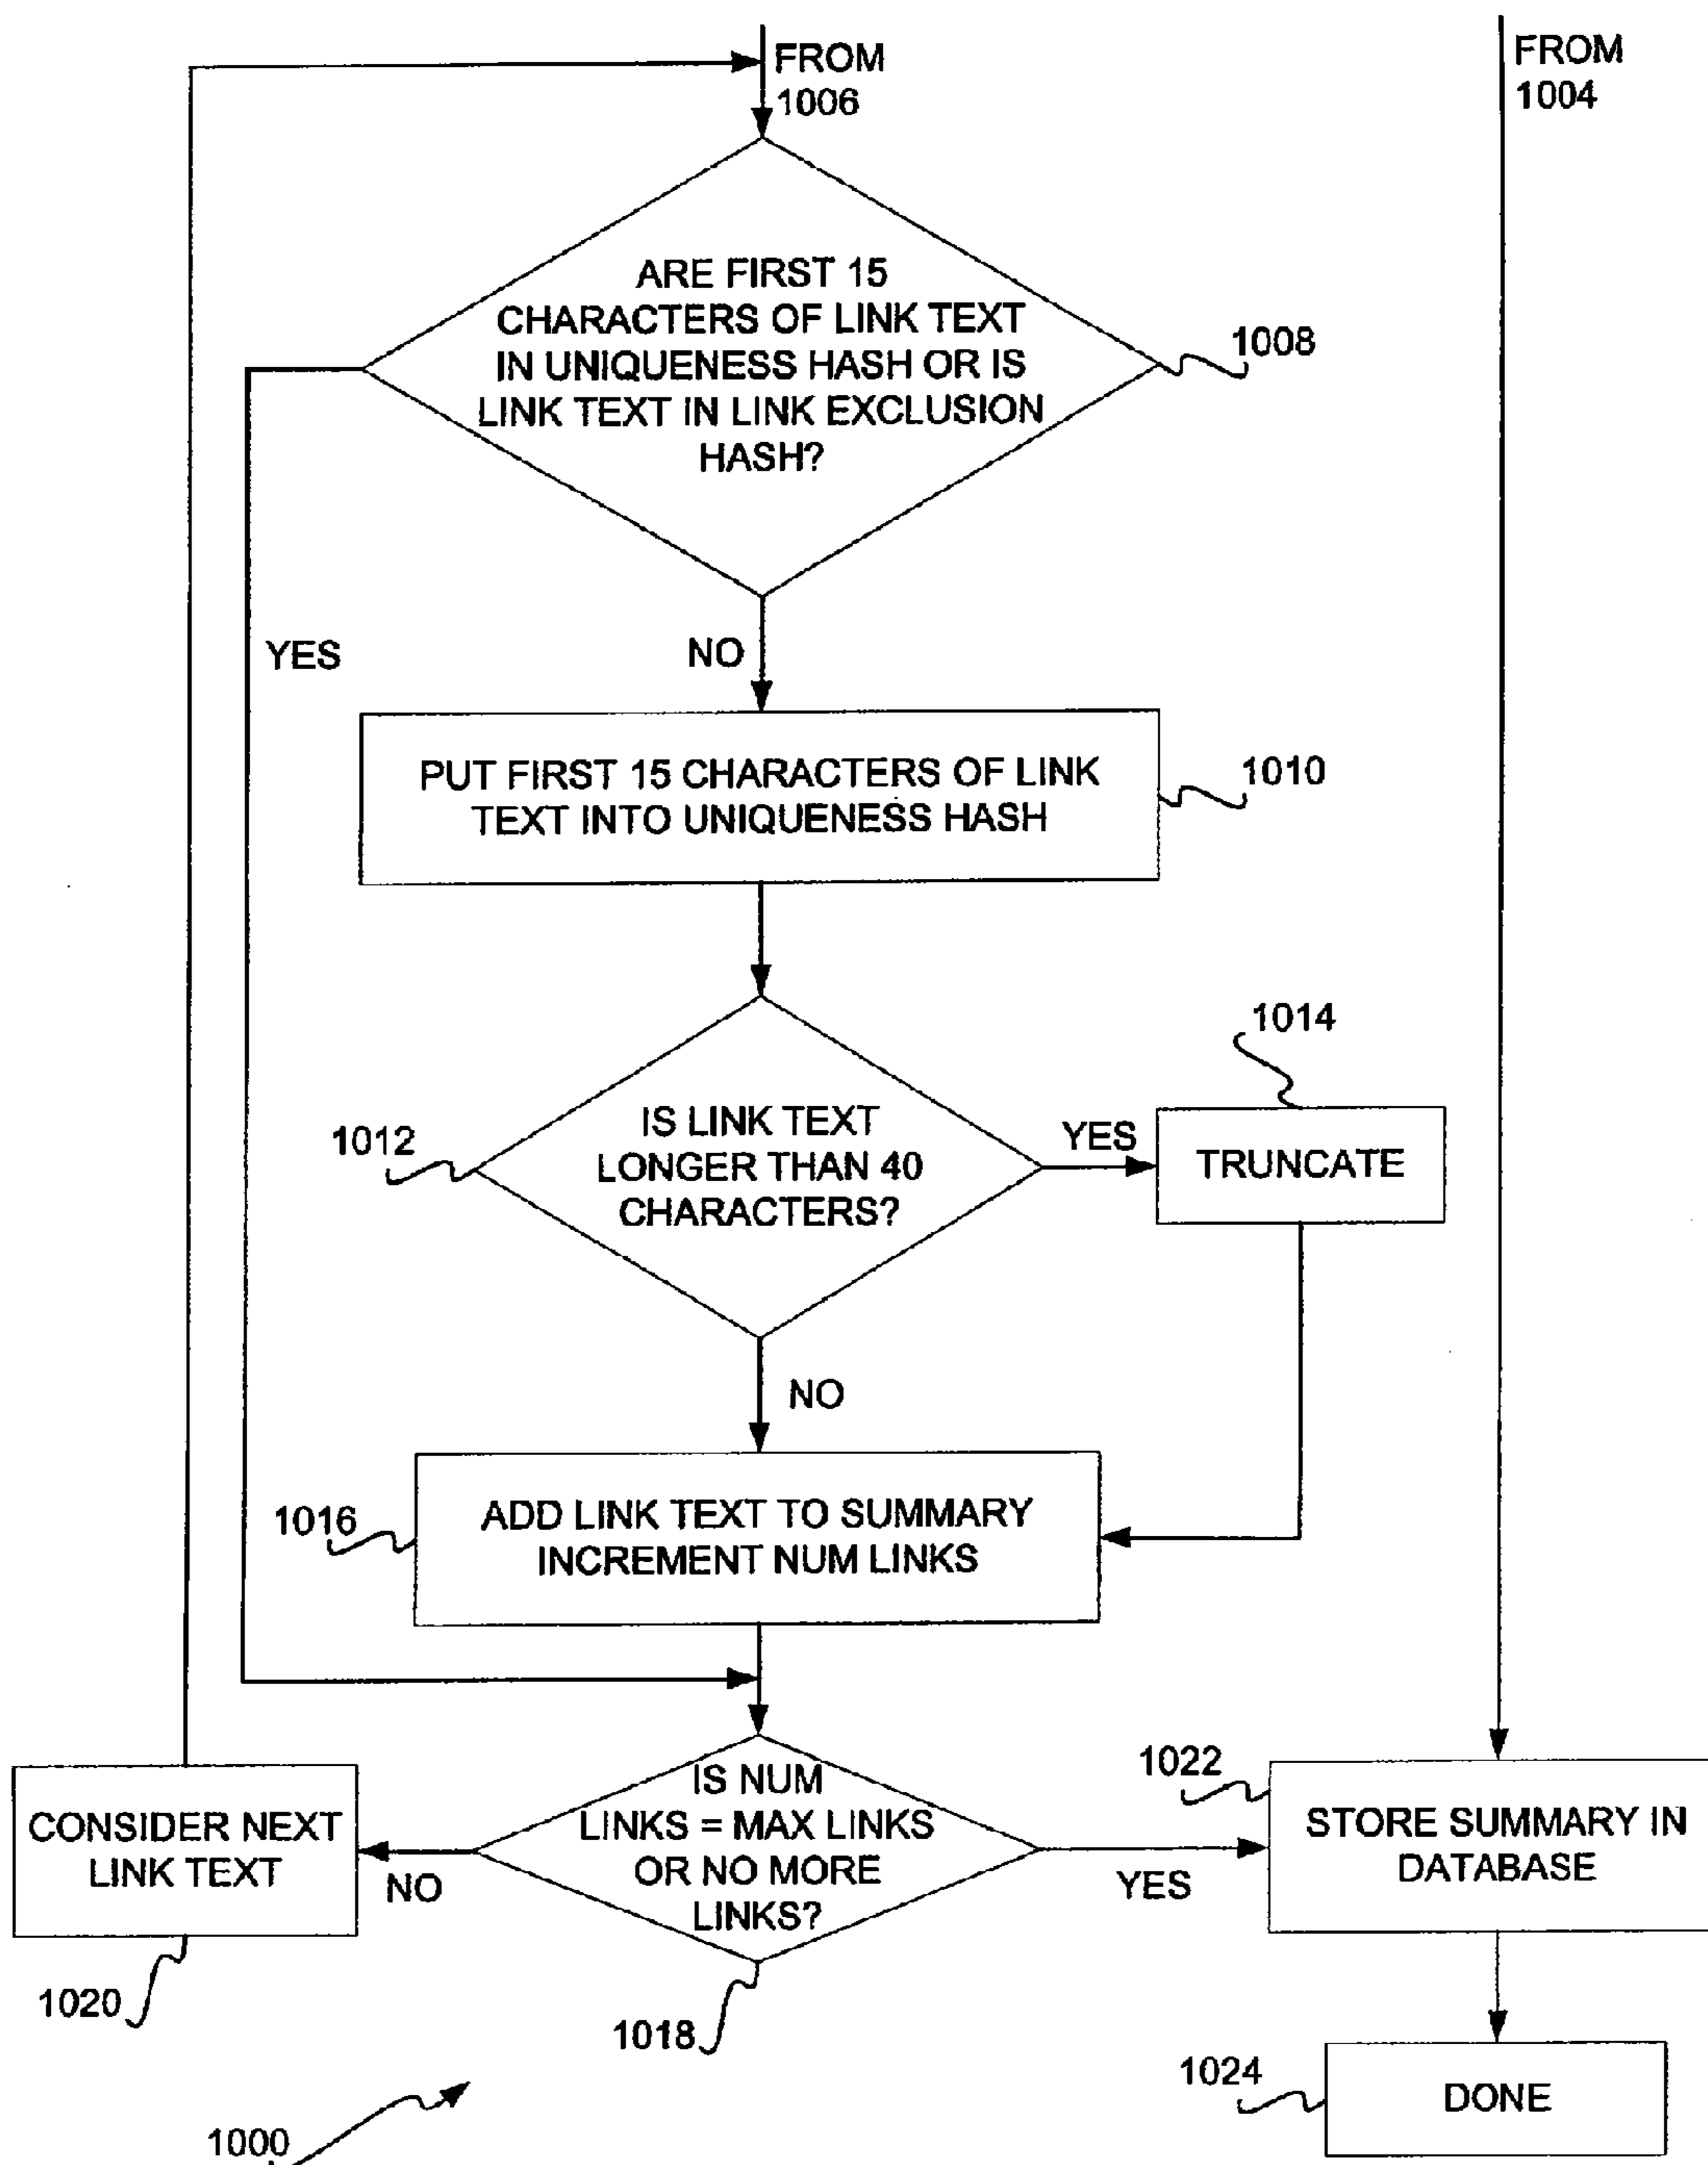 FROM
1006
FROM
1004
ARE FIRST 15
CHARACTERS OF LINK TEXT
IN UNIQUENESS HASH OR IS
LINK TEXT IN LINK EXCLUSION
HASH?
1008
YES
NO
PUT FIRST 15 CHARACTERS OF LINK
TEXT INTO UNIQUENESS HASH
1010
1014
1012
IS LINK TEXT
LONGER THAN 40
CHARACTERS?
YES
TRUNCATE
NO
1016
ADD LINK TEXT TO SUMMARY
INCREMENT NUM LINKS
CONSIDER NEXT
LINK TEXT
NO
IS NUM
LINKS = MAX LINKS
OR NO MORE
LINKS?
YES
1022
STORE SUMMARY IN
DATABASE
1020
1018
1024
DONE
1000